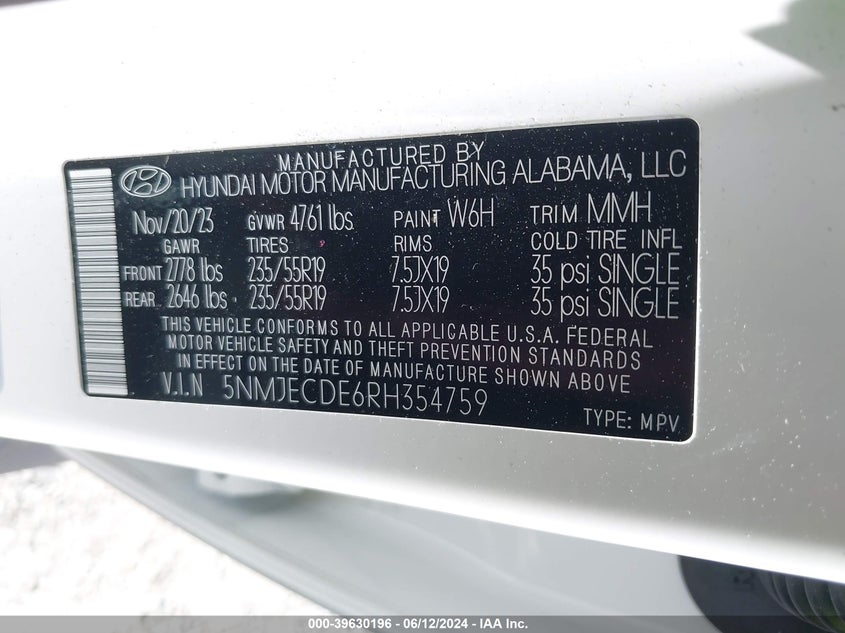 MANUFACTURED BY
HYUNDAI MOTOR MANUFACTURING ALABAMA, LLC
Nov/20/23 GVWR 4761 lbs PAINT W6H TRIM MMH
GAWR TIRES RIMS COLD TIRE INFL
FRONT 2778 lbs 235/55R19 7.5JX19 35 psi SINGLE
REAR 2646 lbs 235/55R19 7.5JX19 35 psi SINGLE
THIS VEHICLE CONFORMS TO ALL APPLICABLE U.S.A. FEDERAL
MOTOR VEHICLE SAFETY AND THEFT PREVENTION STANDARDS
IN EFFECT ON THE DATE OF MANUFACTURE SHOWN ABOVE.
V.I.N 5NMJECDE6RH354759
TYPE: MPV
000-39630196 - 06/12/2024 - IAA Inc.